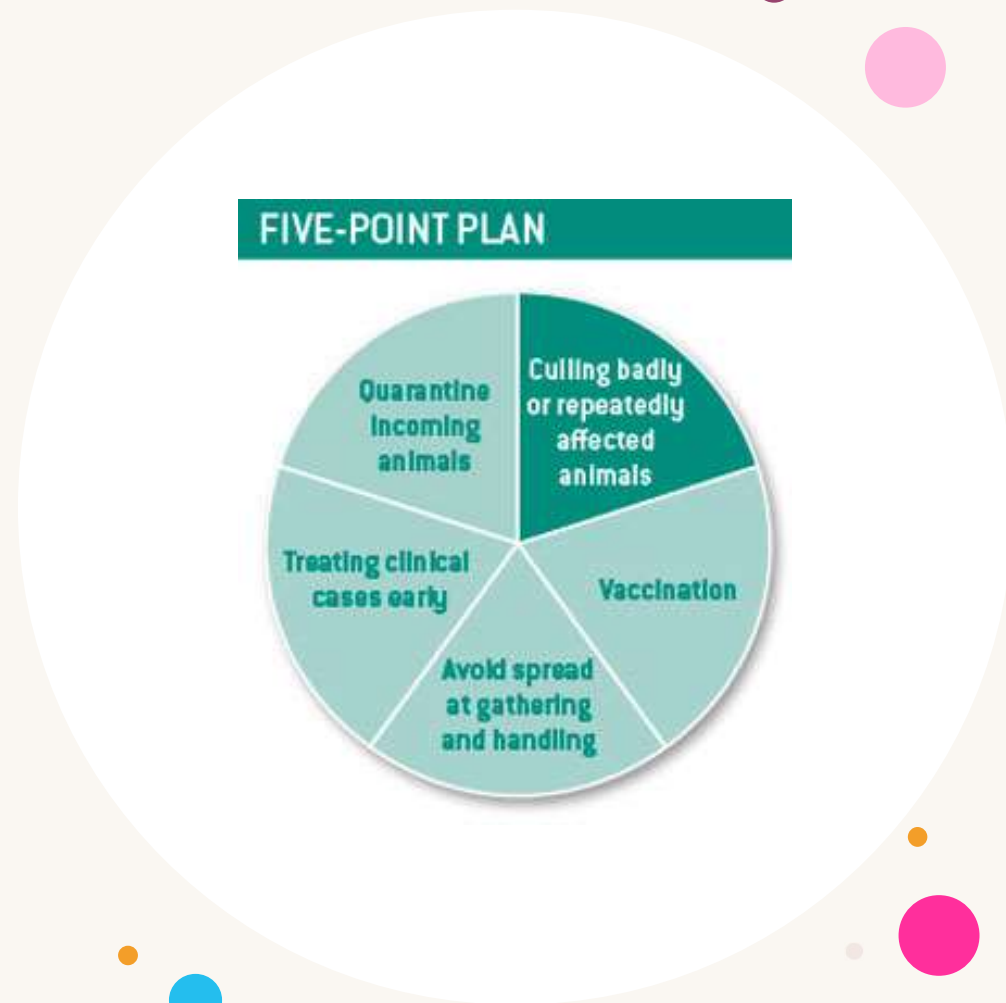 FIVE-POINT PLAN
Culling badly
or repeatedly
affected
animals
Vaccination
Avoid spread
at gathering
and handling
Treating clinical
cases early
Quarantine
incoming
animals